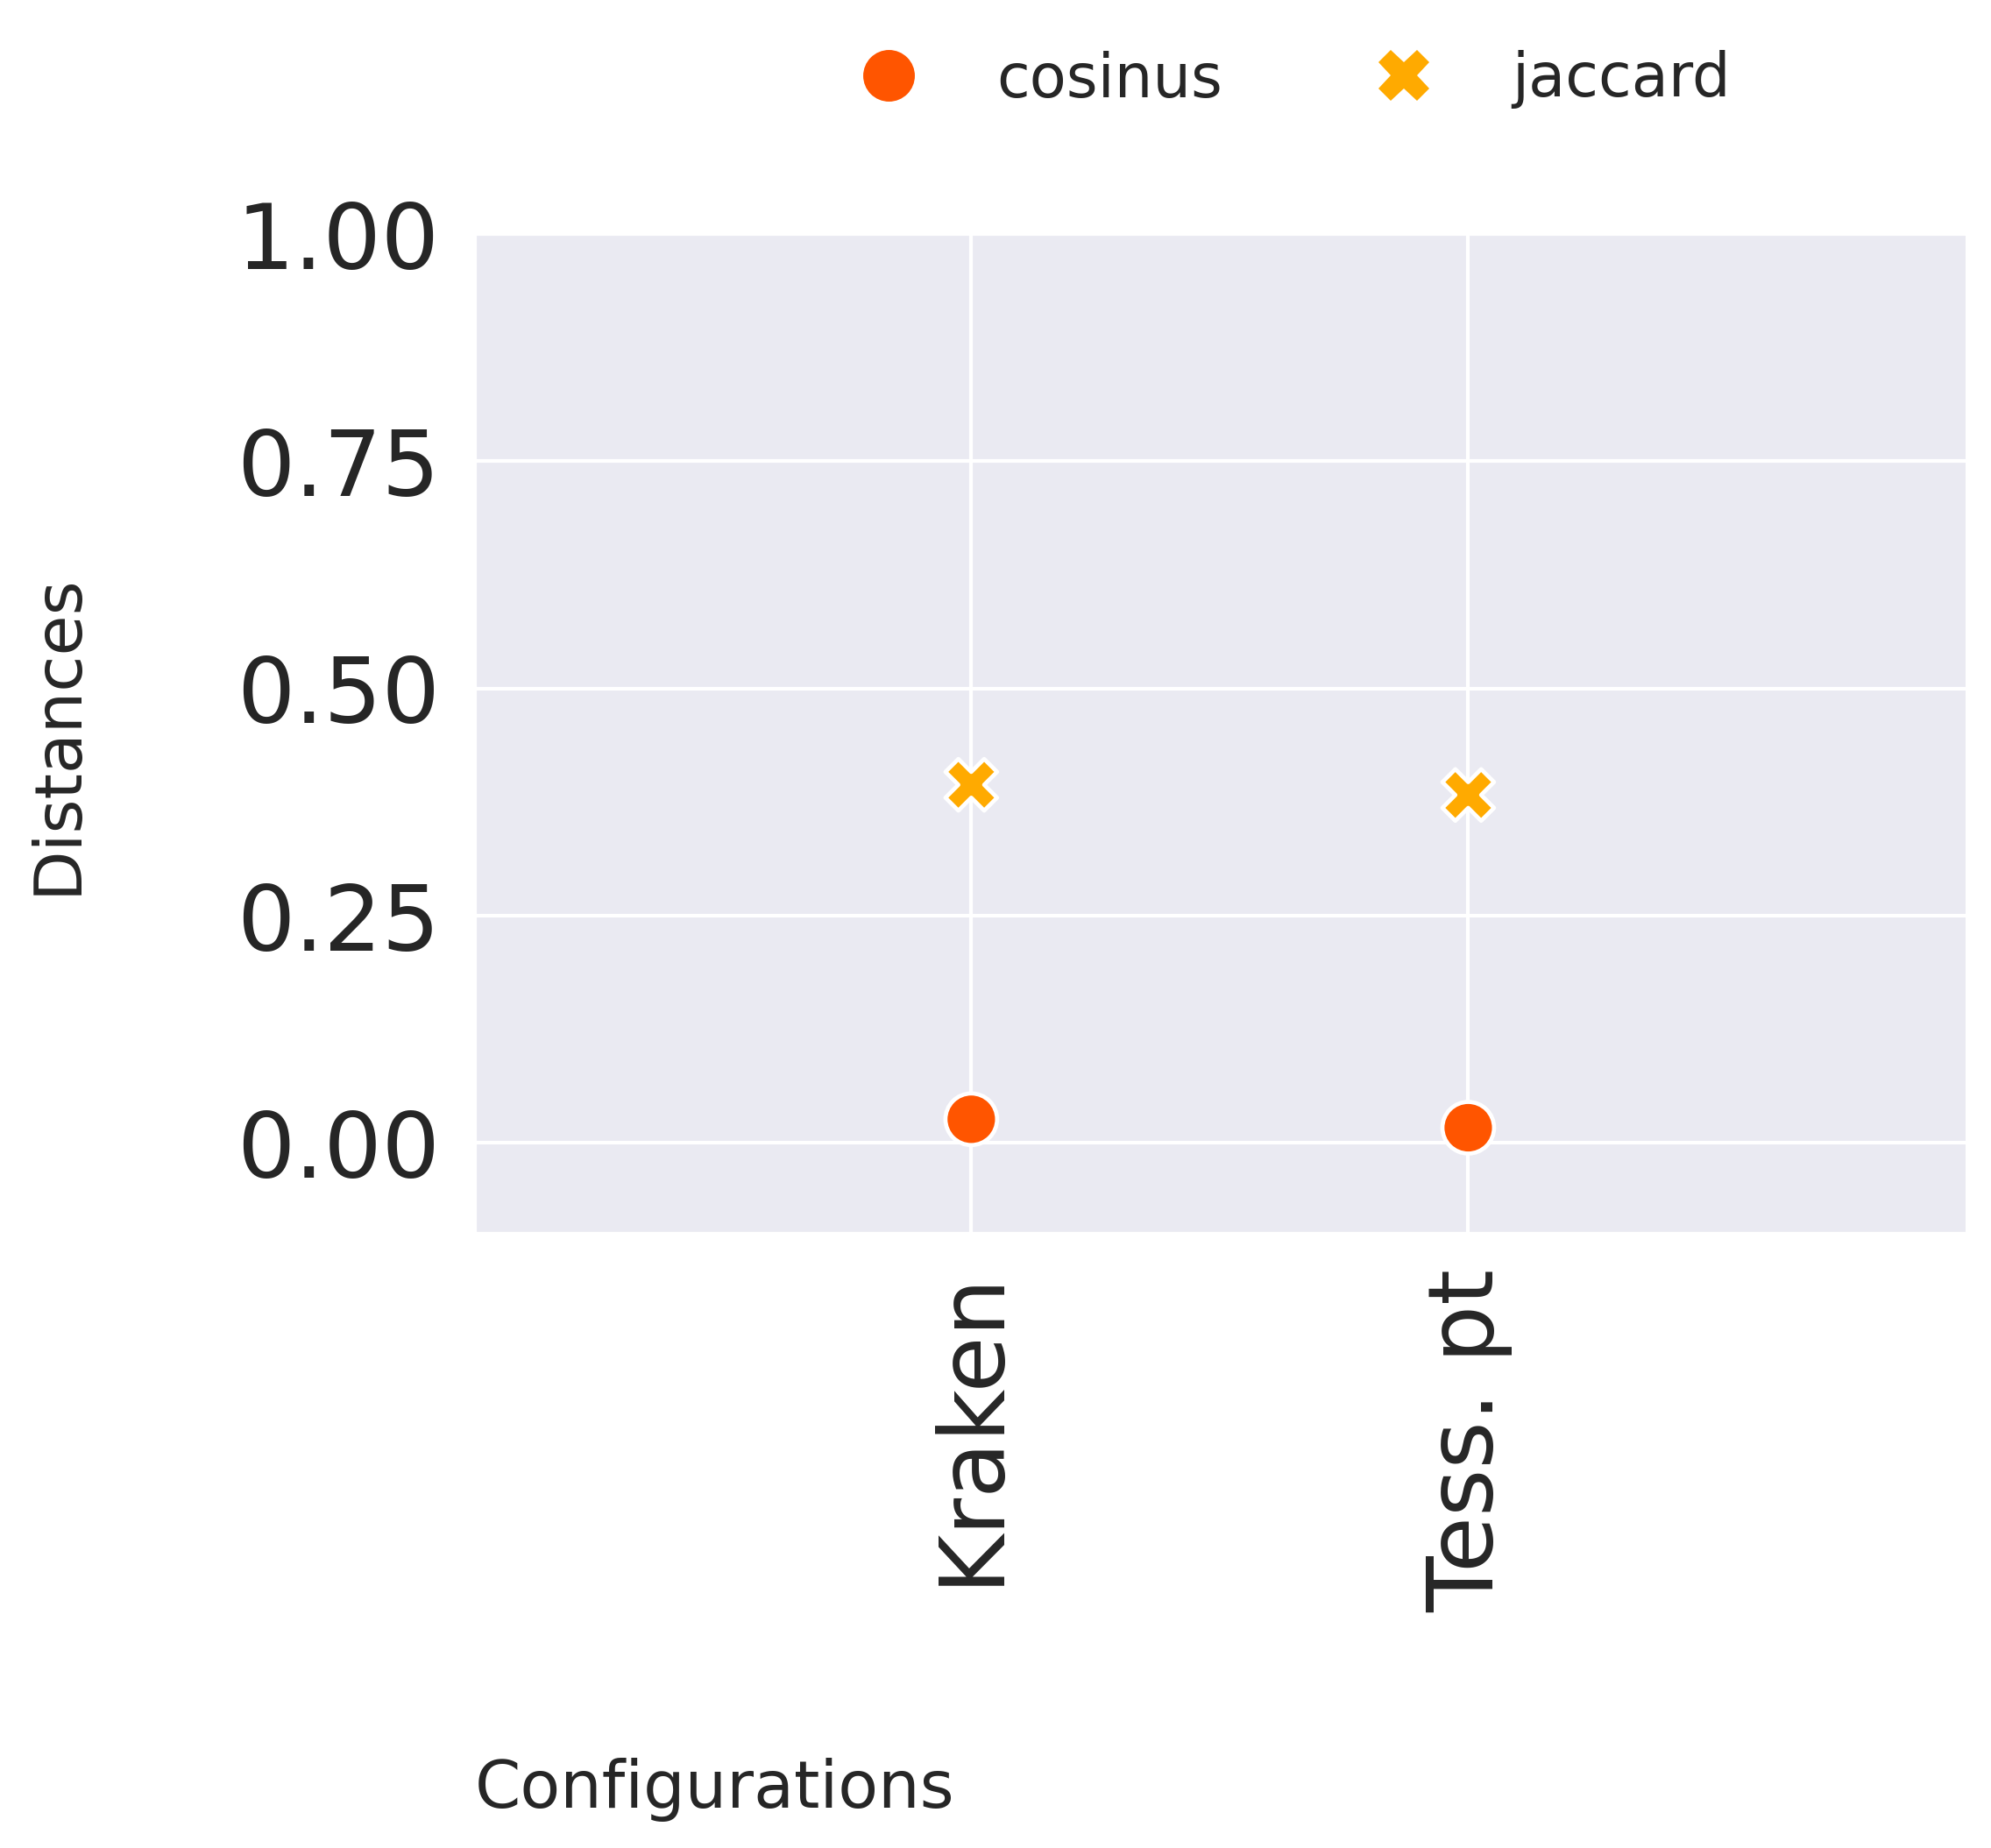 cosinus jaccard
1.00
0.75
0.50
0.25
0.00
Distances
Kraken
Tess. pt
Configurations